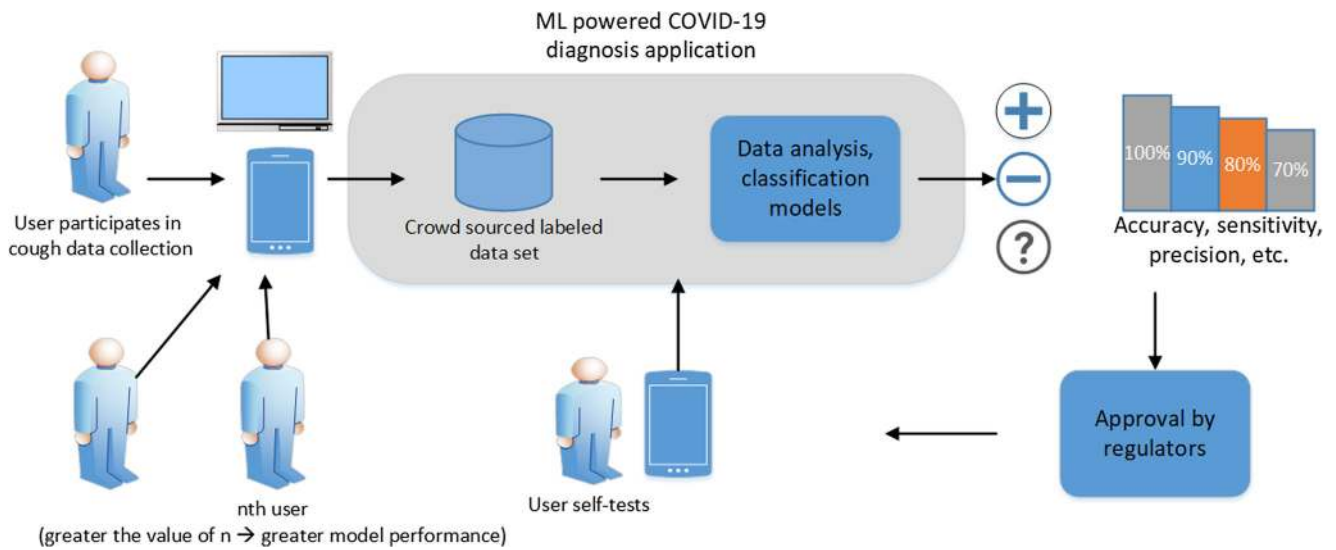 ML powered COVID-19
diagnosis application
User participates in
cough data collection
Crowd sourced labeled
data set
Data analysis,
classification
models
100%
90%
80%
70%
Accuracy, sensitivity,
precision, etc.
nth user
(greater the value of n → greater model performance)
User self-tests
Approval by
regulators